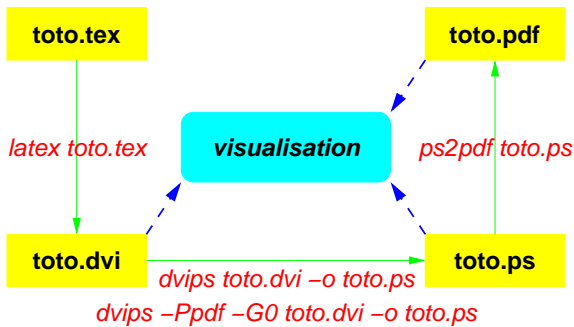 toto.tex
toto.pdf
latex toto.tex
visualisation
ps2pdf toto.ps
toto.dvi
toto.ps
dvips toto.dvi −o toto.ps
dvips −Ppdf −G0 toto.dvi −o toto.ps